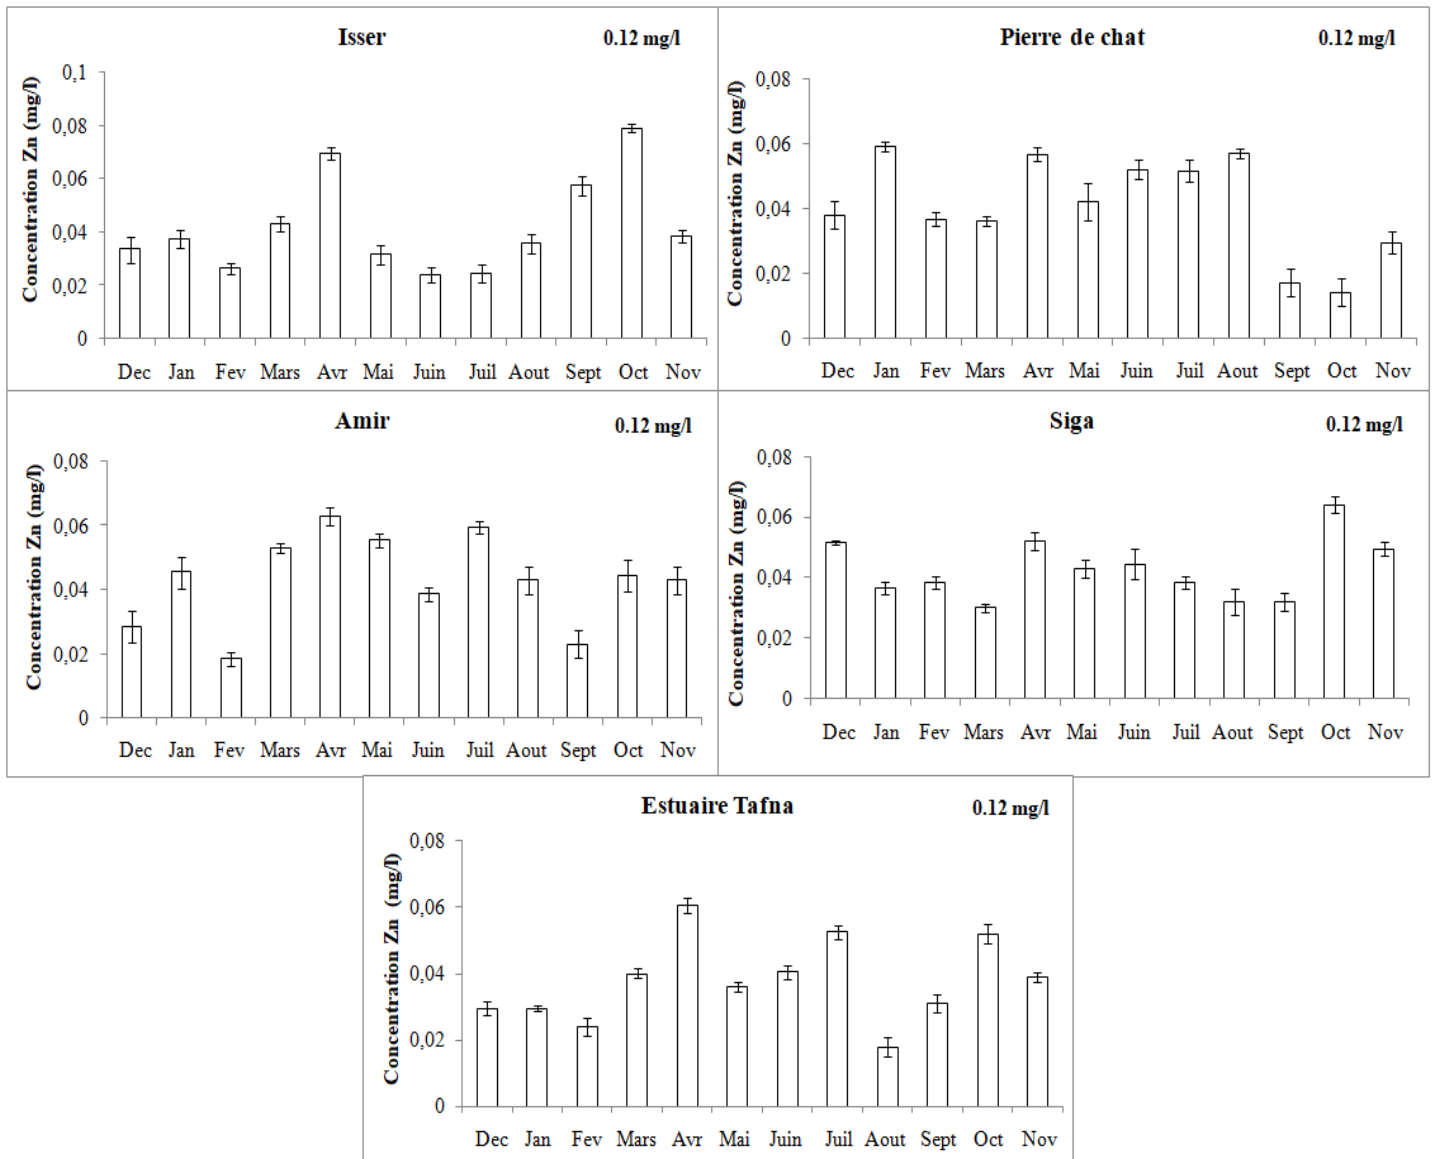 Isser
0.12 mg/l
Concentration Zn (mg/l)
0,1
0,08
0,06
0,04
0,02
0
Dec Jan Fev Mars Avr Mai Juin Juil Aout Sept Oct Nov
Pierre de chat
0.12 mg/l
Concentration Zn (mg/l)
0,08
0,06
0,04
0,02
0
Dec Jan Fev Mars Avr Mai Juin Juil Aout Sept Oct Nov
Amir
0.12 mg/l
Concentration Zn (mg/l)
0,08
0,06
0,04
0,02
0
Dec Jan Fev Mars Avr Mai Juin Juil Aout Sept Oct Nov
Siga
0.12 mg/l
Concentration Zn (mg/l)
0,08
0,06
0,04
0,02
0
Dec Jan Fev Mars Avr Mai Juin Juil Aout Sept Oct Nov
Estuaire Tafna
0.12 mg/l
Concentration Zn (mg/l)
0,08
0,06
0,04
0,02
0
Dec Jan Fev Mars Avr Mai Juin Juil Aout Sept Oct Nov